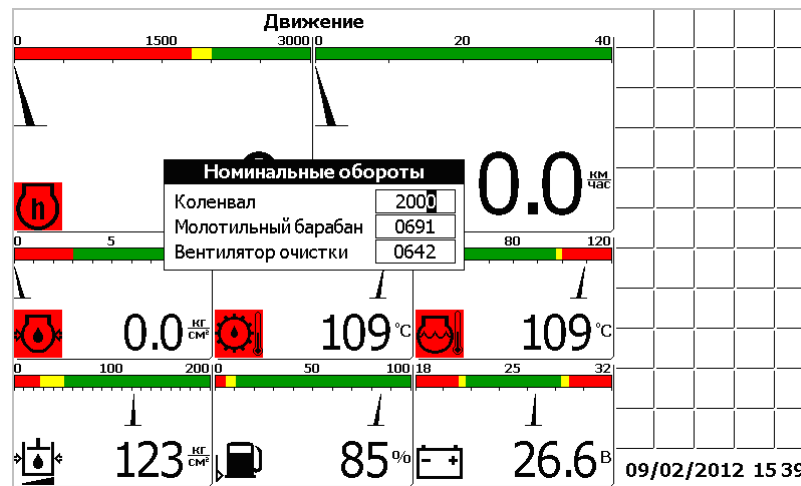 Движение
0 1500 3000 0 20 40
Номинальные обороты
Коленвал 2000
Молотильный барабан 0691
Вентилятор очистки 0642
0.0 км час
h
0 5 80 120
0.0 кг см² 109 °C 109 °C
0 100 200 0 50 100 18 25 32
123 кг см² 85 % - + 26.6 В
09/02/2012 15 39